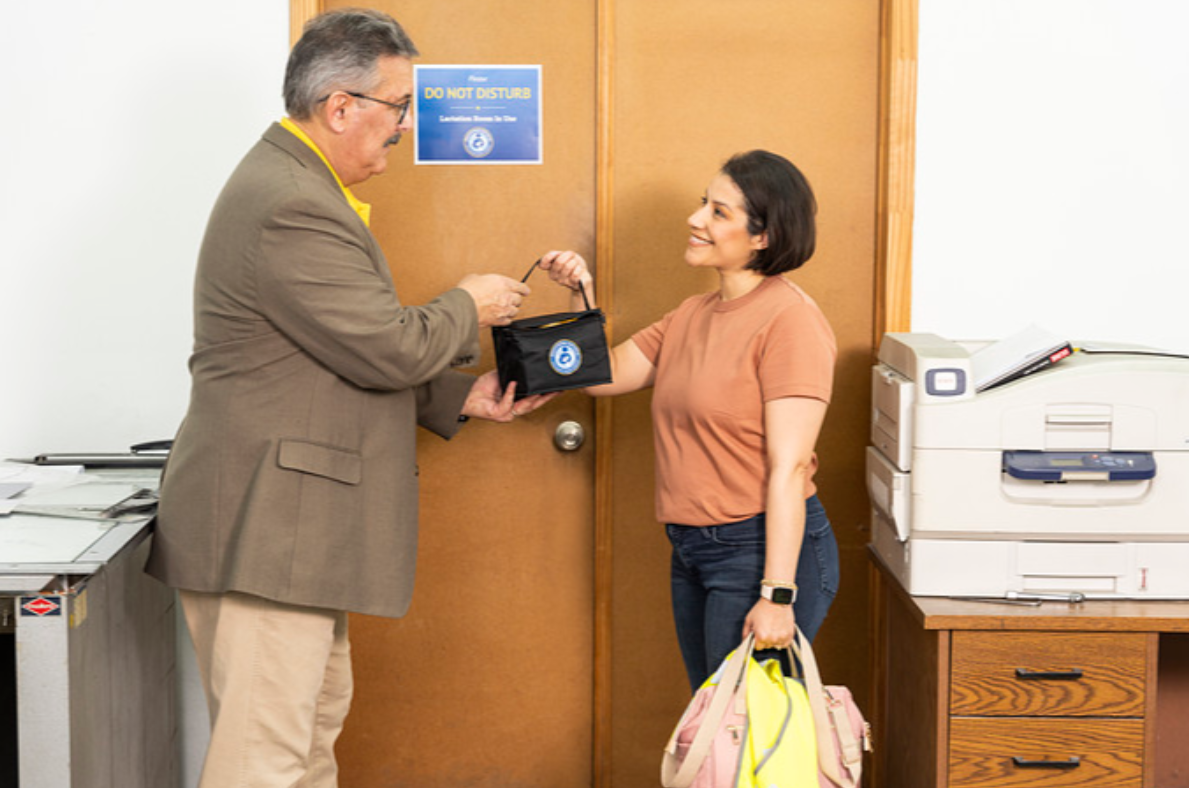 Please
DO NOT DISTURB
Lactation Room In Use